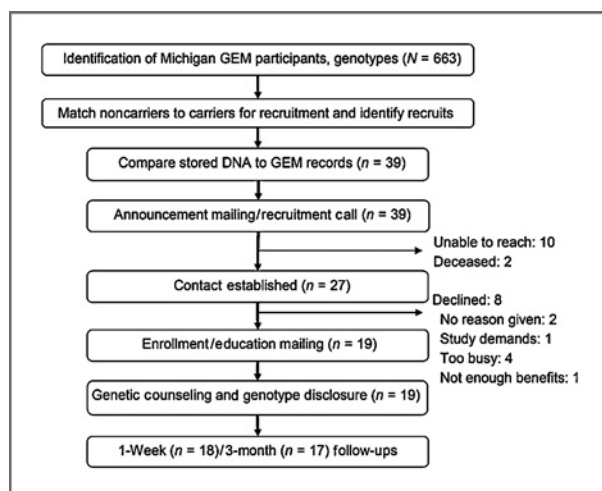 Identification of Michigan GEM participants, genotypes (N = 663)
Match noncarriers to carriers for recruitment and identify recruits
Compare stored DNA to GEM records (n = 39)
Announcement mailing/recruitment call (n = 39)
Unable to reach: 10
Deceased: 2
Contact established (n = 27)
Declined: 8
No reason given: 2
Study demands: 1
Too busy: 4
Not enough benefits: 1
Enrollment/education mailing (n = 19)
Genetic counseling and genotype disclosure (n = 19)
1-Week (n = 18)/3-month (n = 17) follow-ups